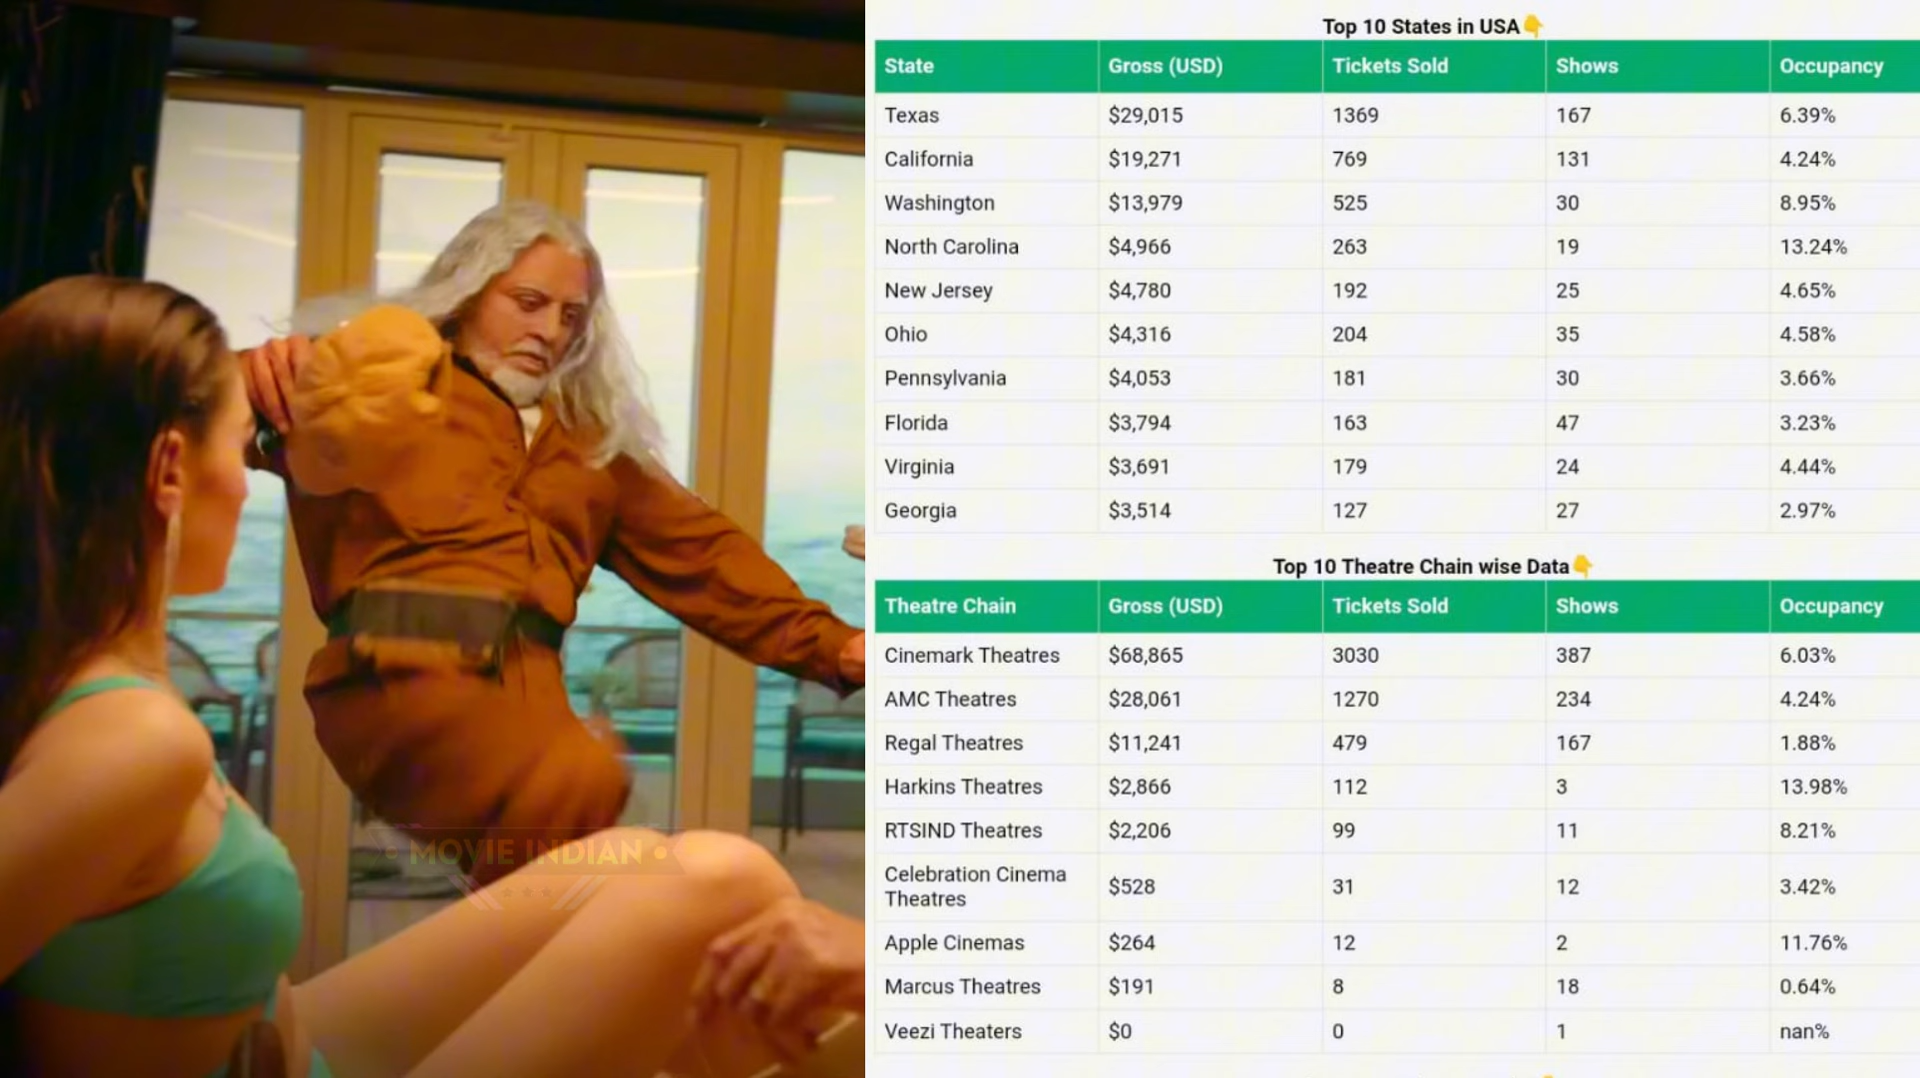 MOVIE INDIAN
Top 10 States in USA👇
State Gross (USD) Tickets Sold Shows Occupancy
Texas $29,015 1369 167 6.39%
California $19,271 769 131 4.24%
Washington $13,979 525 30 8.95%
North Carolina $4,966 263 19 13.24%
New Jersey $4,780 192 25 4.65%
Ohio $4,316 204 35 4.58%
Pennsylvania $4,053 181 30 3.66%
Florida $3,794 163 47 3.23%
Virginia $3,691 179 24 4.44%
Georgia $3,514 127 27 2.97%
Top 10 Theatre Chain wise Data👇
Theatre Chain Gross (USD) Tickets Sold Shows Occupancy
Cinemark Theatres $68,865 3030 387 6.03%
AMC Theatres $28,061 1270 234 4.24%
Regal Theatres $11,241 479 167 1.88%
Harkins Theatres $2,866 112 3 13.98%
RTSIND Theatres $2,206 99 11 8.21%
Celebration Cinema
Theatres $528 31 12 3.42%
Apple Cinemas $264 12 2 11.76%
Marcus Theatres $191 8 18 0.64%
Veezi Theaters $0 0 1 nan%